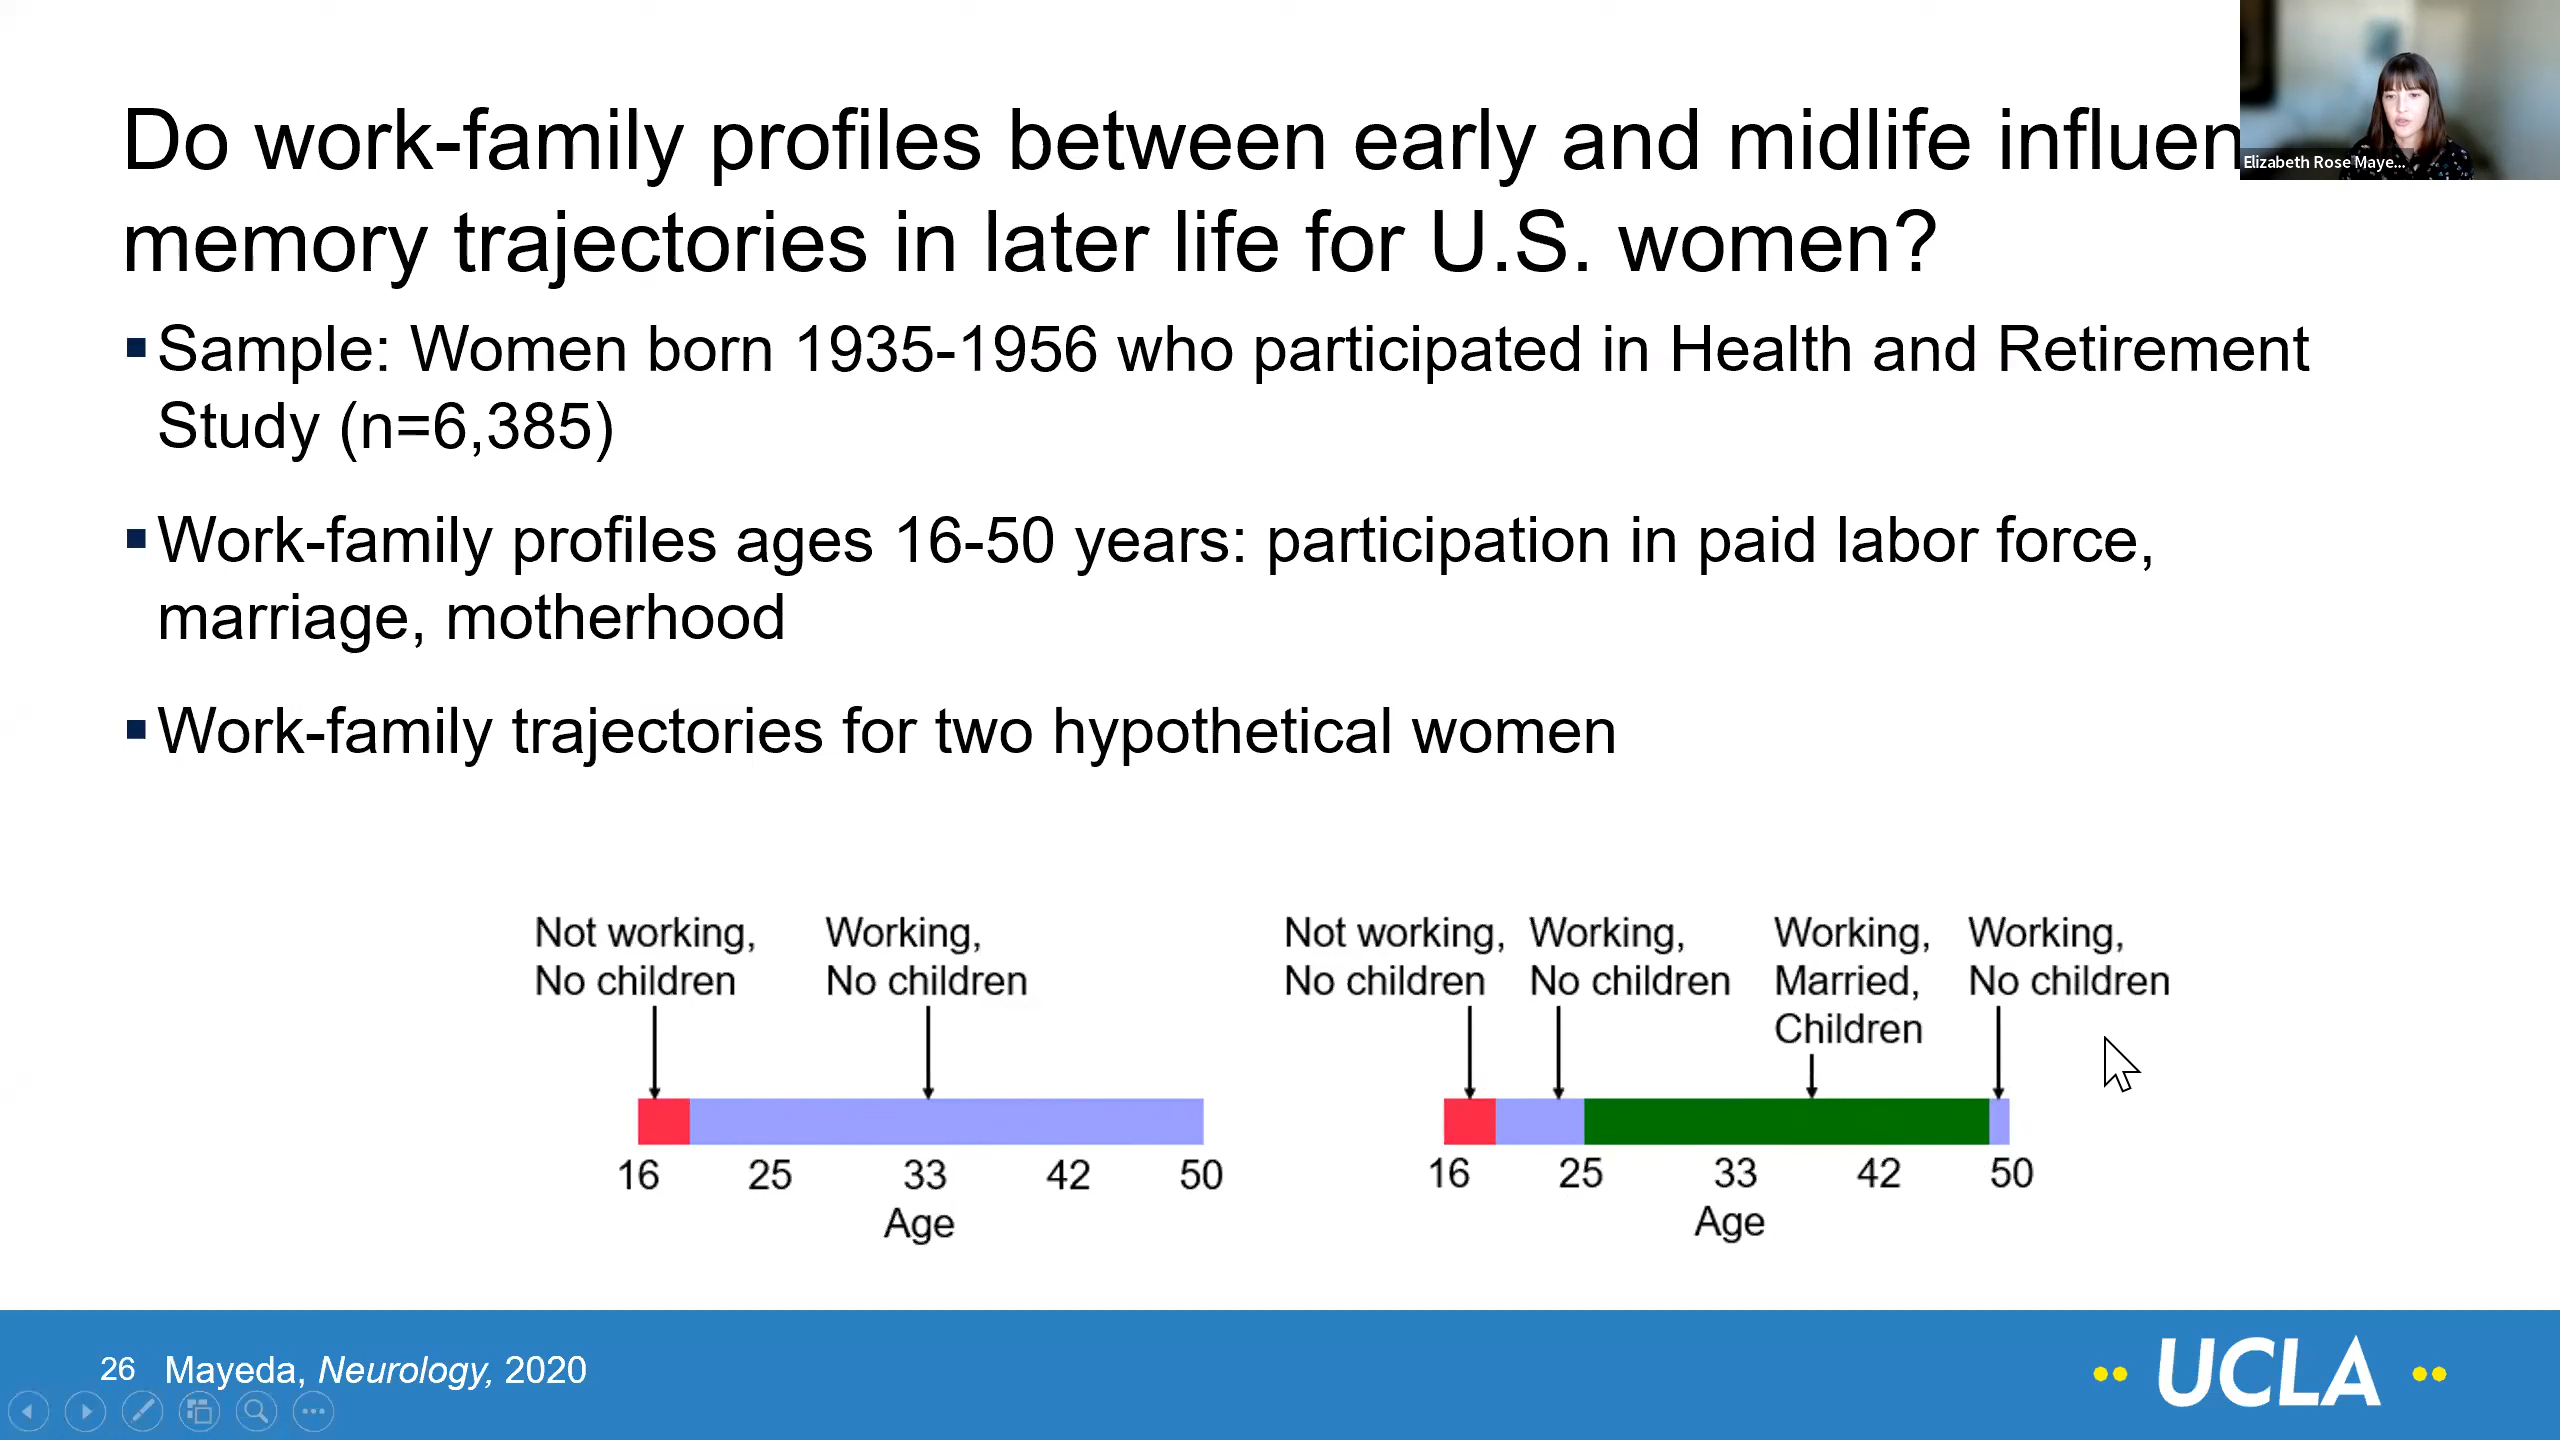 Do work-family profiles between early and midlife influen
memory trajectories in later life for U.S. women?
Elizabeth Rose Maye...
▪Sample: Women born 1935-1956 who participated in Health and Retirement
Study (n=6,385)
▪Work-family profiles ages 16-50 years: participation in paid labor force,
marriage, motherhood
▪Work-family trajectories for two hypothetical women
Not working,
No children
Working,
No children
16 25 33 42 50
Age
Not working,
No children
Working,
No children
Working,
Married,
Children
Working,
No children
16 25 33 42 50
Age
26 Mayeda, Neurology, 2020
UCLA